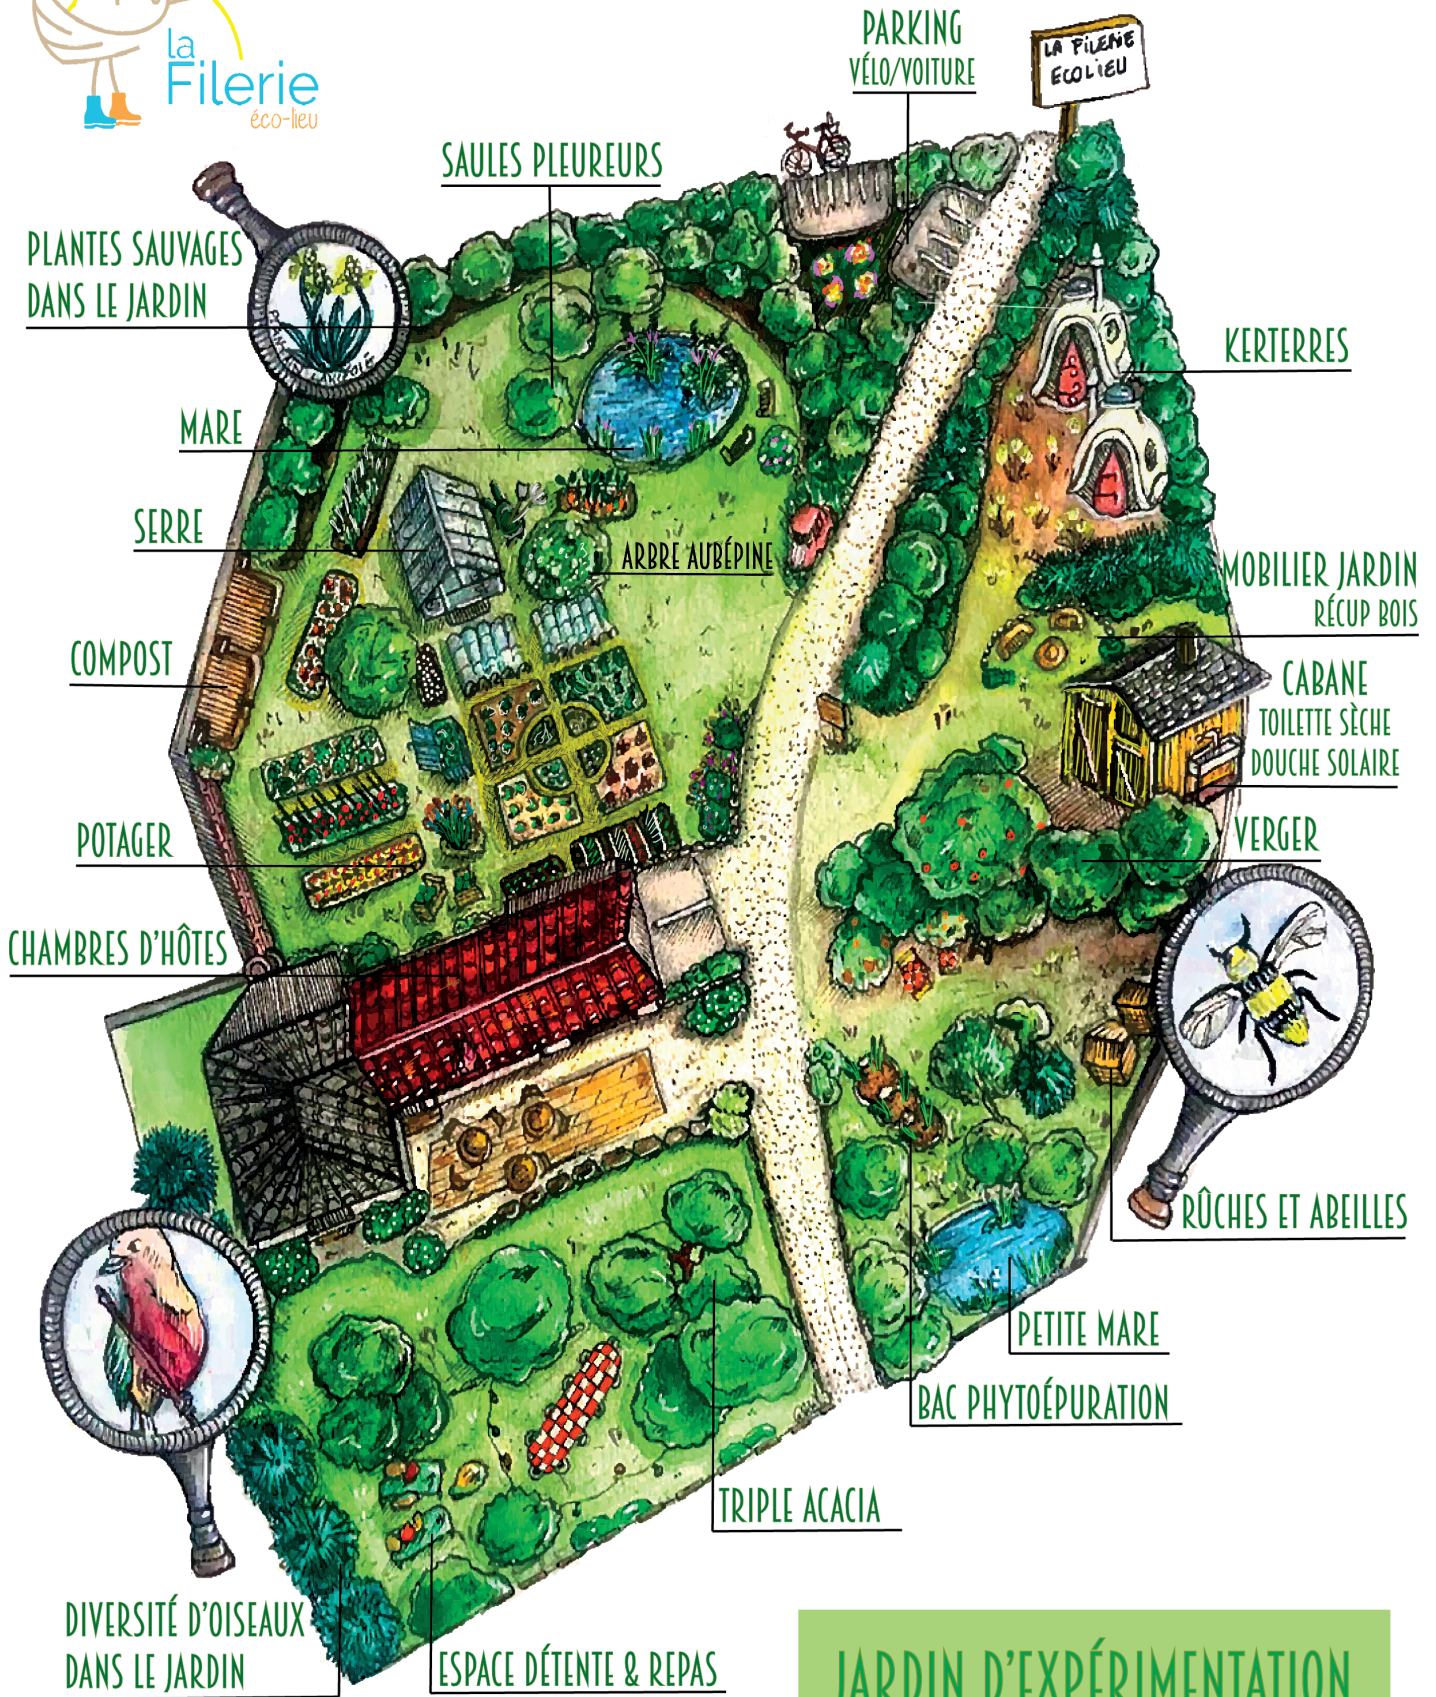 la
Filerie
éco-lieu
PARKING
VÉLO/VOITURE
LA FILERIE
ECOLIEU
SAULES PLEUREURS
PLANTES SAUVAGES
DANS LE JARDIN
KERTERRES
MARE
SERRE
ARBRE AUBÉPINE
MOBILIER JARDIN
RÉCUP BOIS
COMPOST
CABANE
TOILETTE SÈCHE
DOUCHE SOLAIRE
POTAGER
VERGER
CHAMBRES D'HÔTES
RÛCHES ET ABEILLES
PETITE MARE
BAC PHYTOÉPURATION
TRIPLE ACACIA
DIVERSITÉ D'OISEAUX
DANS LE JARDIN
ESPACE DÉTENTE & REPAS
JARDIN D'EXPÉRIMENTATION